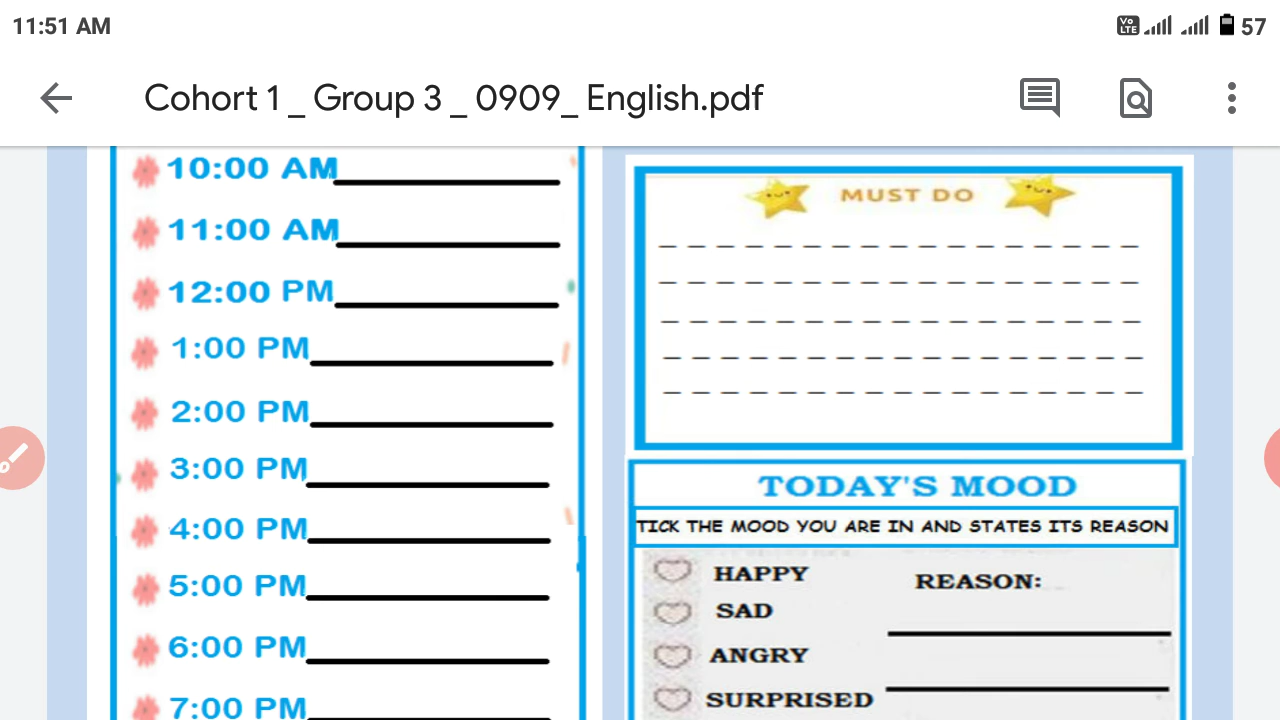 11:51 AM
Vo LTE
57
Cohort 1 _ Group 3 _ 0909_ English.pdf
10:00 AM
11:00 AM
12:00 PM
1:00 PM
2:00 PM
3:00 PM
4:00 PM
5:00 PM
6:00 PM
7:00 PM
MUST DO
TODAY'S MOOD
TICK THE MOOD YOU ARE IN AND STATES ITS REASON
HAPPY
REASON:
SAD
ANGRY
SURPRISED